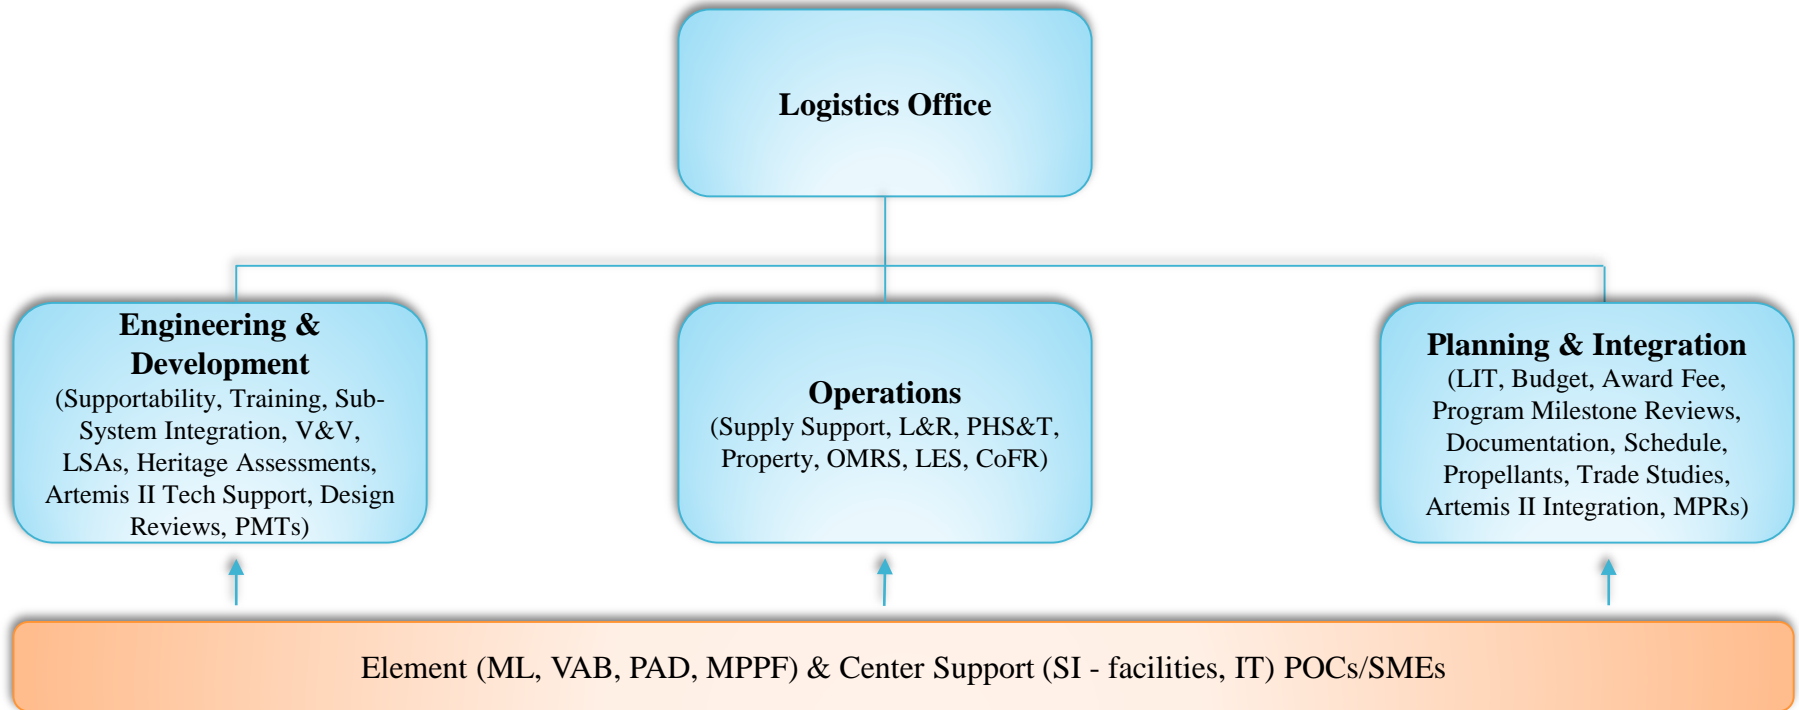 Logistics Office
Engineering &
Development
(Supportability, Training, Sub-
System Integration, V&V,
LSAs, Heritage Assessments,
Artemis II Tech Support, Design
Reviews, PMTs)
Operations
(Supply Support, L&R, PHS&T,
Property, OMRS, LES, CoFR)
Planning & Integration
(LIT, Budget, Award Fee,
Program Milestone Reviews,
Documentation, Schedule,
Propellants, Trade Studies,
Artemis II Integration, MPRs)
Element (ML, VAB, PAD, MPPF) & Center Support (SI - facilities, IT) POCs/SMEs